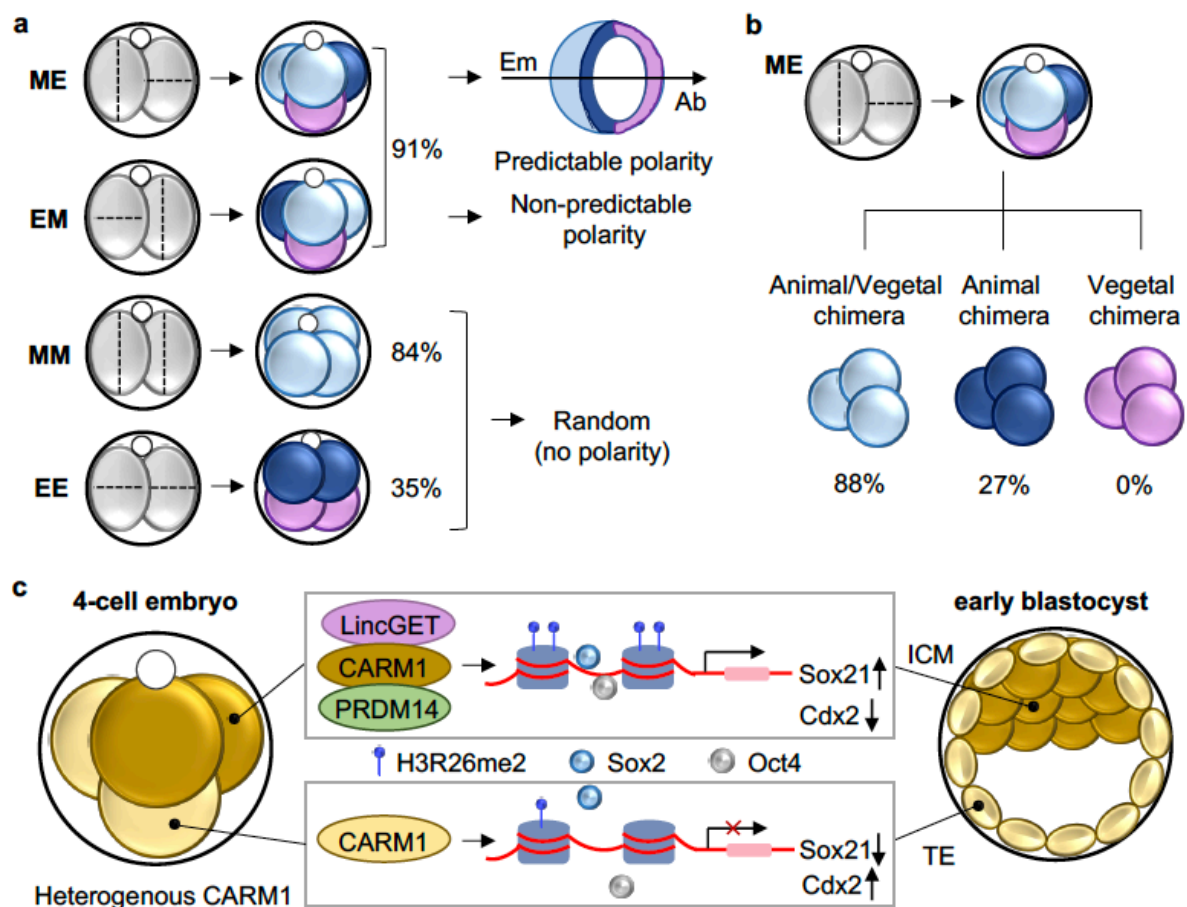 a
ME
EM
MM
EE
91%
84%
35%
Em
Ab
Predictable polarity
Non-predictable
polarity
Random
(no polarity)
b
ME
Animal/Vegetal
chimera
Animal
chimera
Vegetal
chimera
88%
27%
0%
c
4-cell embryo
Heterogenous CARM1
LincGET
CARM1
PRDM14
Sox21
Cdx2
H3R26me2
Sox2
Oct4
CARM1
Sox21
Cdx2
early blastocyst
ICM
TE